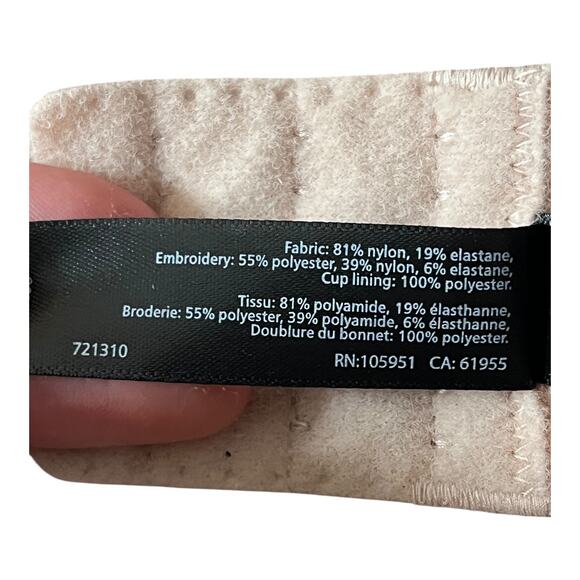 Fabric: 81% nylon, 19% elastane,
Embroidery: 55% polyester, 39% nylon, 6% elastane,
Cup lining: 100% polyester.
Tissu: 81% polyamide, 19% élasthanne,
Broderie: 55% polyester, 39% polyamide, 6% élasthanne,
Doublure du bonnet: 100% polyester.
721310 RN:105951 CA: 61955